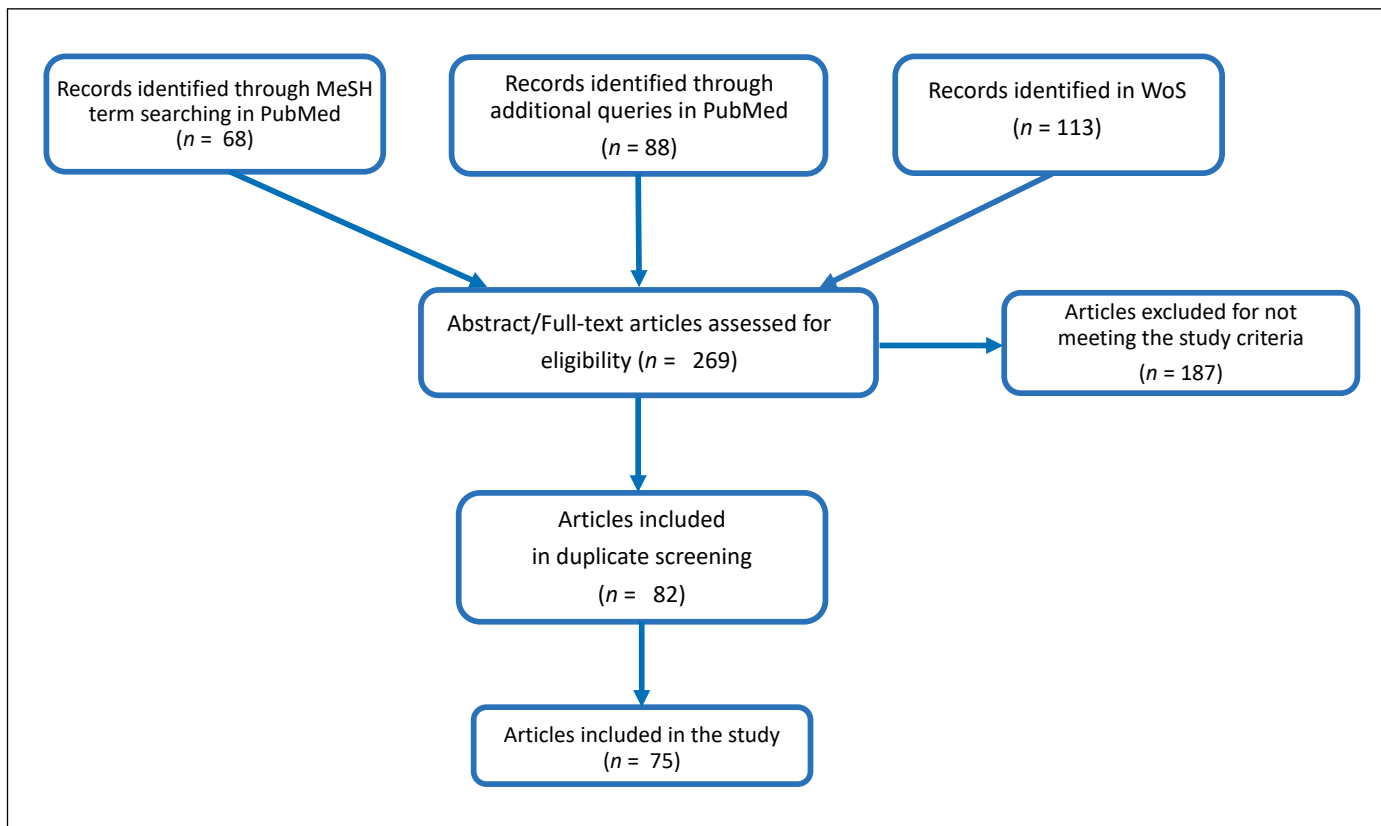 Records identified through MeSH
term searching in PubMed
(n = 68)
Records identified through
additional queries in PubMed
(n = 88)
Records identified in WoS
(n = 113)
Abstract/Full-text articles assessed for
eligibility (n = 269)
Articles excluded for not
meeting the study criteria
(n = 187)
Articles included
in duplicate screening
(n = 82)
Articles included in the study
(n = 75)